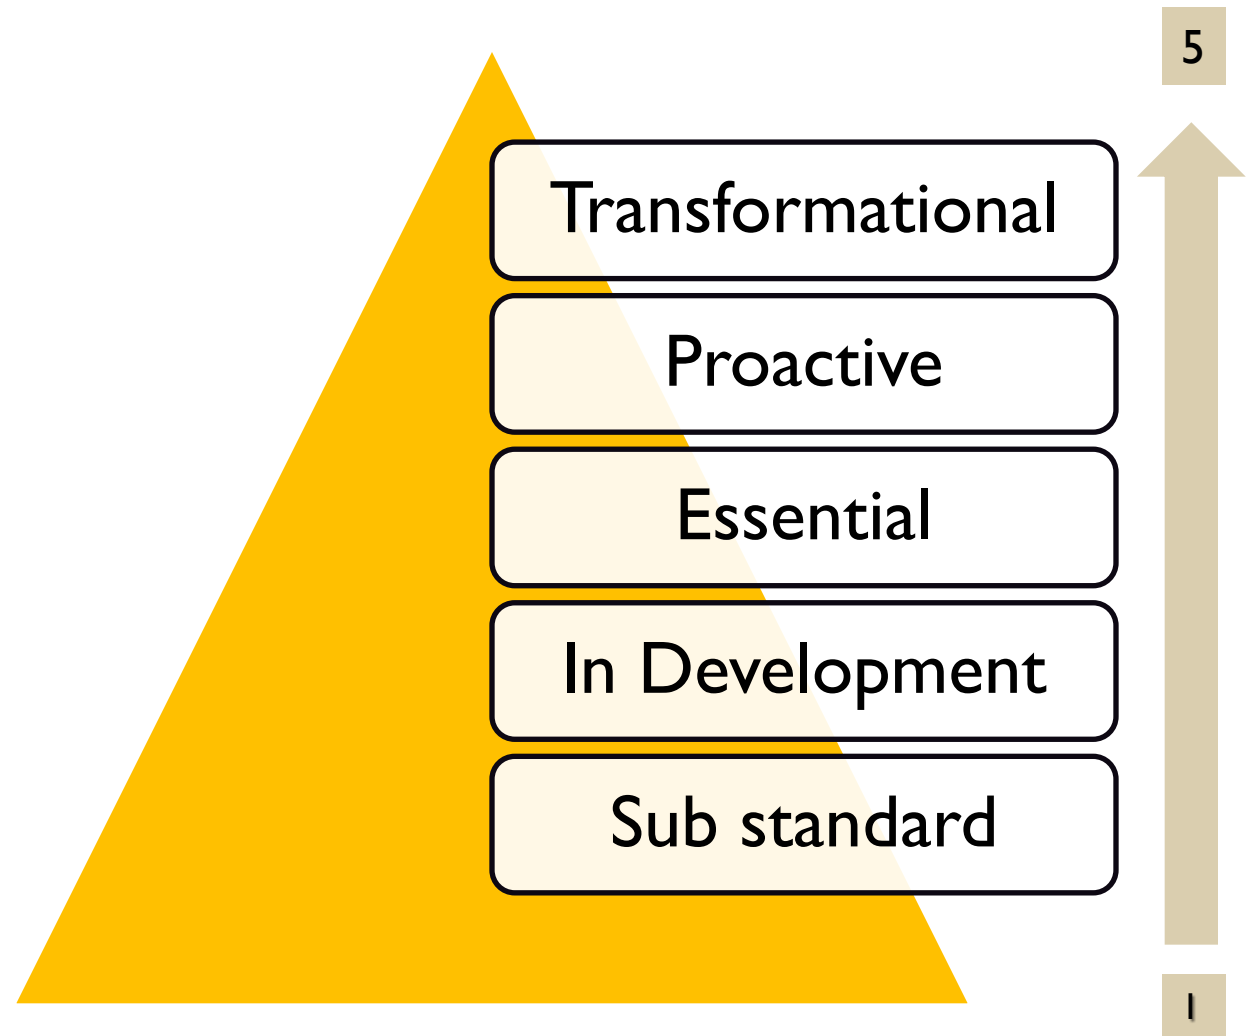 5
Transformational
Proactive
Essential
In Development
Sub standard
1